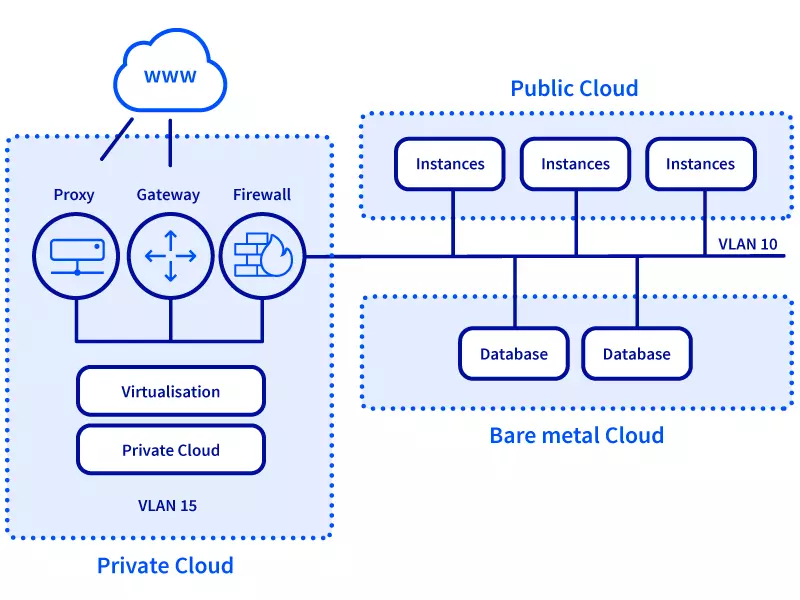 www
Public Cloud
Instances
Instances
Instances
Proxy
Gateway
Firewall
VLAN 10
Database
Database
Virtualisation
Private Cloud
VLAN 15
Bare metal Cloud
Private Cloud